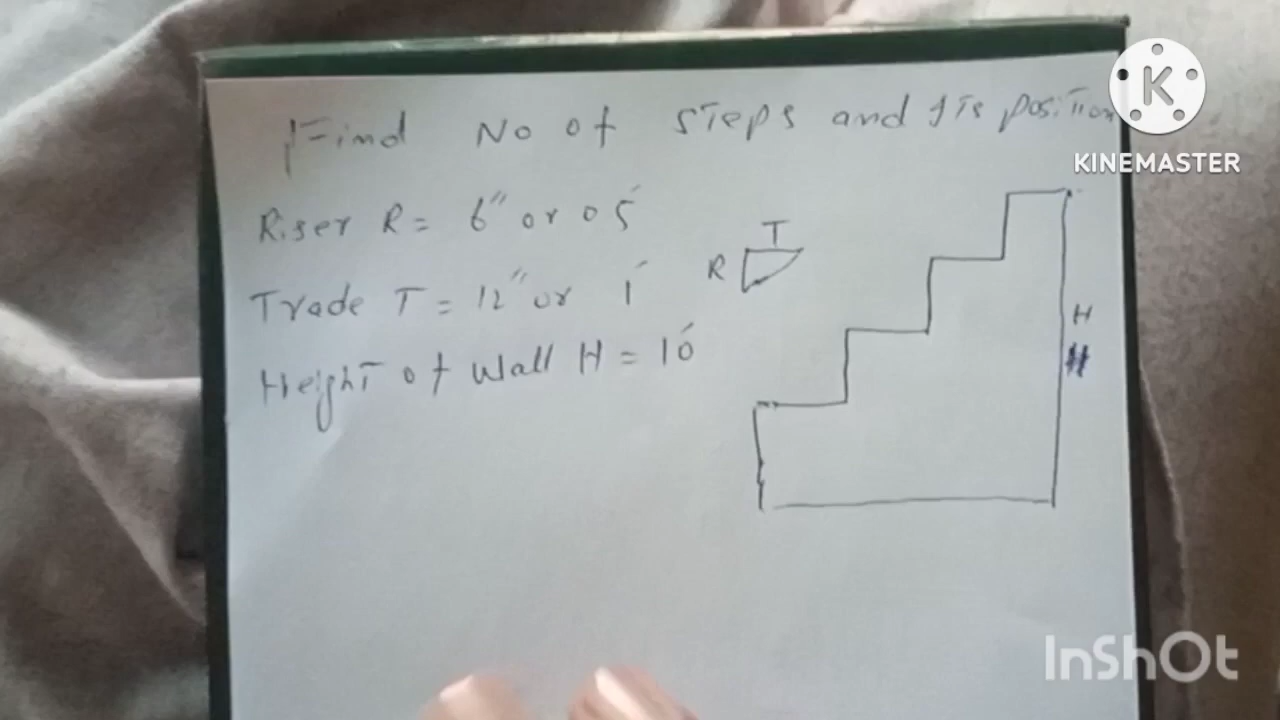 Find No of steps and its position
Riser R = 6" or 0 5'
Trade T = 12" or 1'
Height of Wall H = 10'
T
R
H
H
K
KINEMASTER
InShOt